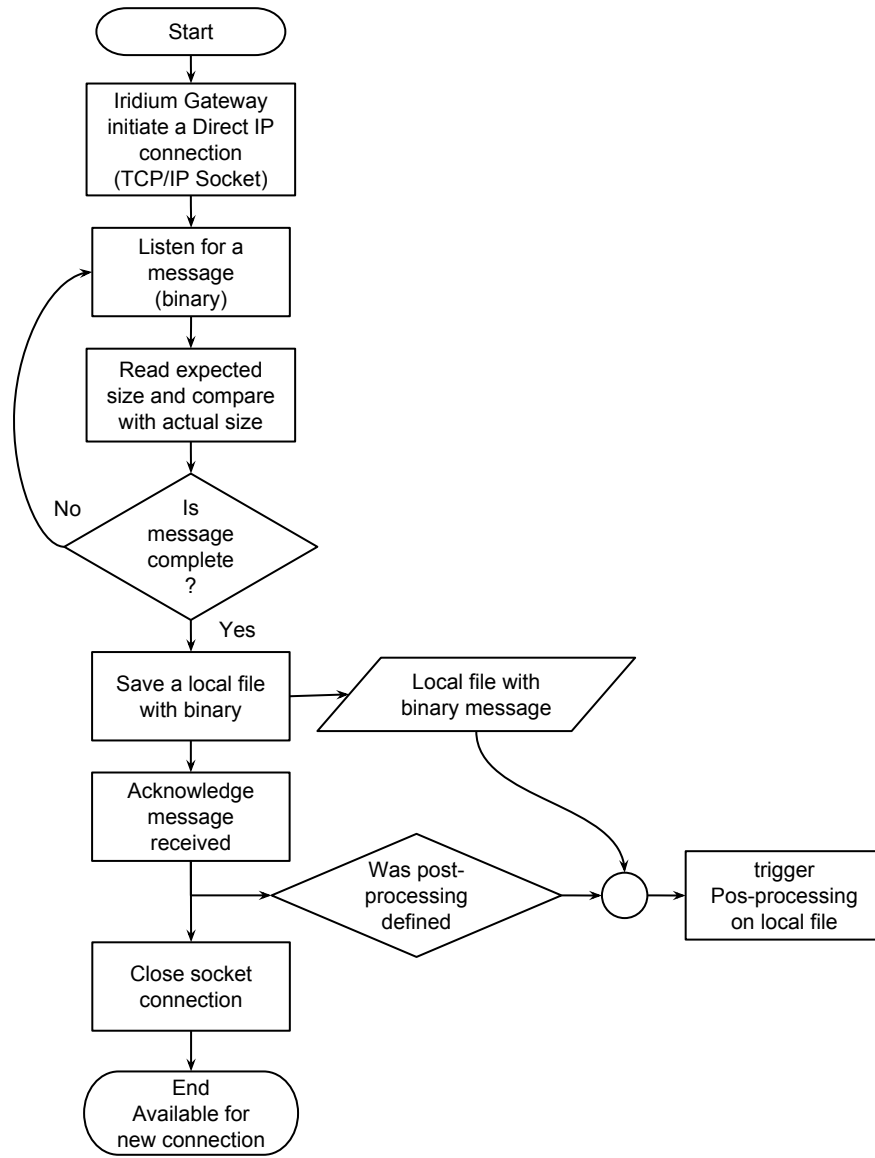 Start
Iridium Gateway
initiate a Direct IP
connection
(TCP/IP Socket)
Listen for a
message
(binary)
Read expected
size and compare
with actual size
No
Is
message
complete
?
Yes
Save a local file
with binary
Local file with
binary message
Acknowledge
message
received
Was post-
processing
defined
trigger
Pos-processing
on local file
Close socket
connection
End
Available for
new connection